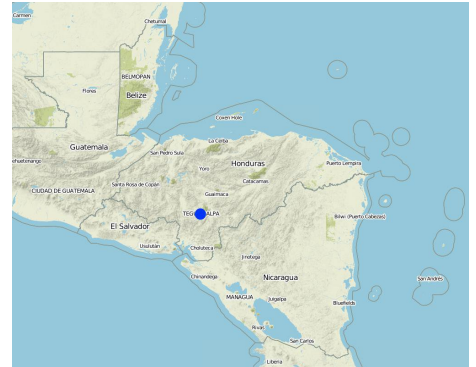 Carmen
Chetumal
BELMOPAN
Flores
Belize
Coxen Hole
La Ceiba
Guatemala
San Pedro Sula
Puerto Lempira
Yoro
Honduras
Catacamas
Santa Rosa de Copán
CIUDAD DE GUATEMALA
Guaimaca
Bilwi (Puerto Cabezas)
El Salvador
Usulután
Choluteca
Jinotega
Chinandega
Nicaragua
San Andrés
MANAGUA
Juigalpa
Bluefields
Rivas
San Carlos
Liberia